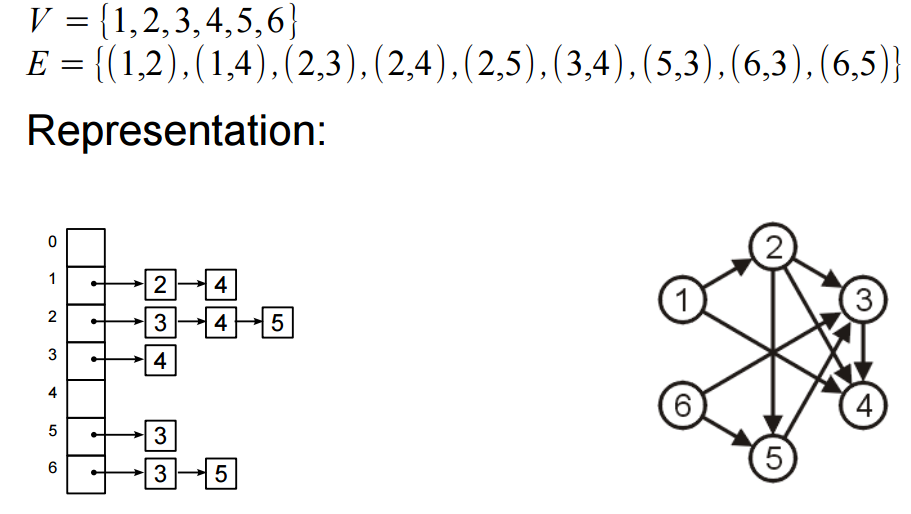 V = {1,2,3,4,5,6}
E = {(1,2),(1,4),(2,3),(2,4),(2,5),(3,4),(5,3),(6,3),(6,5)}
Representation:
0
1 2 4
2 3 4 5
3 4
4
5 3
6 3 5
2
1 3
6 4
5